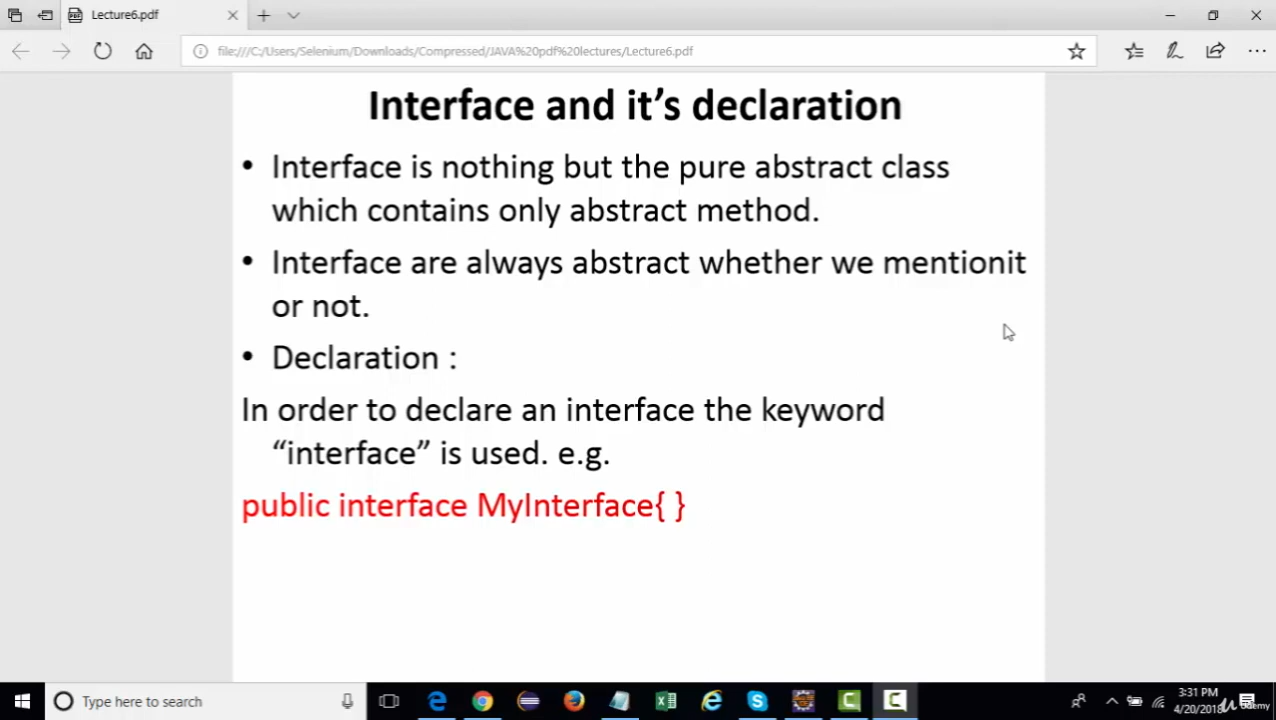 Lecture6.pdf
file:///C:/Users/Selenium/Downloads/Compressed/JAVA%20pdf%20lectures/Lecture6.pdf
Interface and it’s declaration
• Interface is nothing but the pure abstract class
which contains only abstract method.
• Interface are always abstract whether we mentionit
or not.
• Declaration :
In order to declare an interface the keyword
“interface” is used. e.g.
public interface MyInterface{ }
Type here to search
3:31 PM
4/20/2018